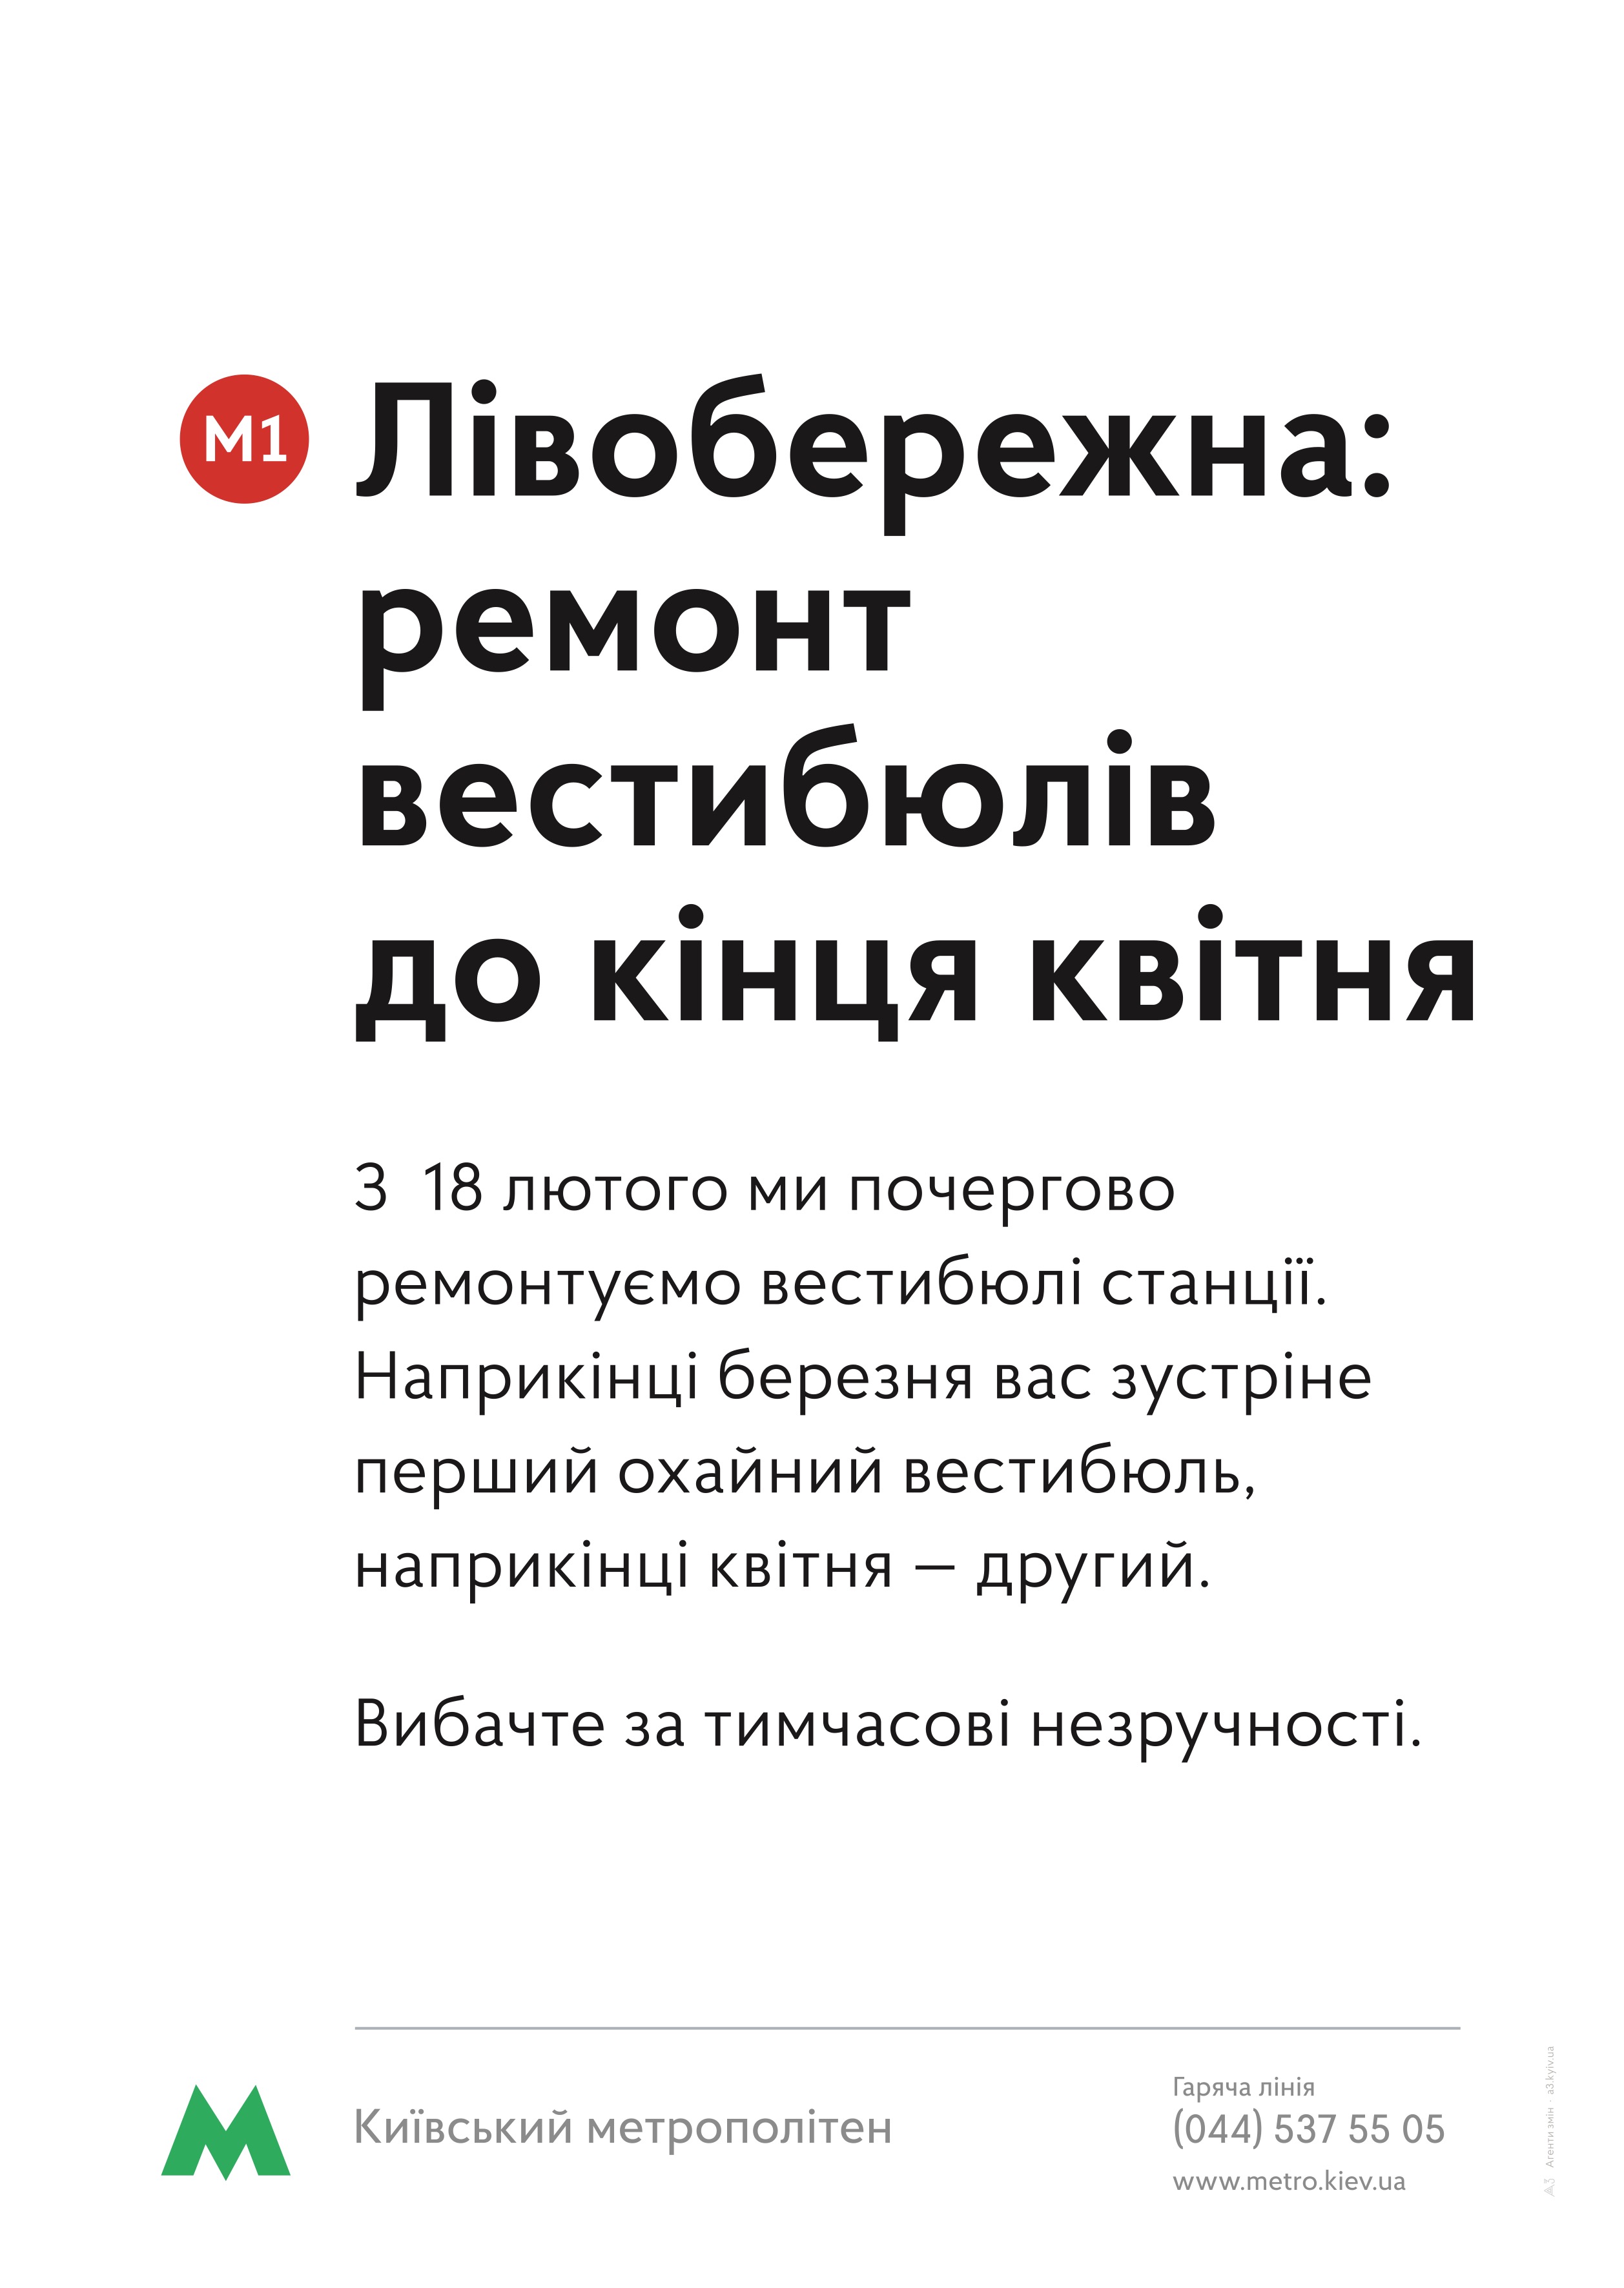 М1
Лівобережна:
ремонт
вестибюлів
до кінця квітня
З 18 лютого ми почергово
ремонтуємо вестибюлі станції.
Наприкінці березня вас зустріне
перший охайний вестибюль,
наприкінці квітня — другий.
Вибачте за тимчасові незручності.
Київський метрополітен
Гаряча лінія
(044) 537 55 05
www.metro.kiev.ua
Агенти змін a3.kyiv.ua